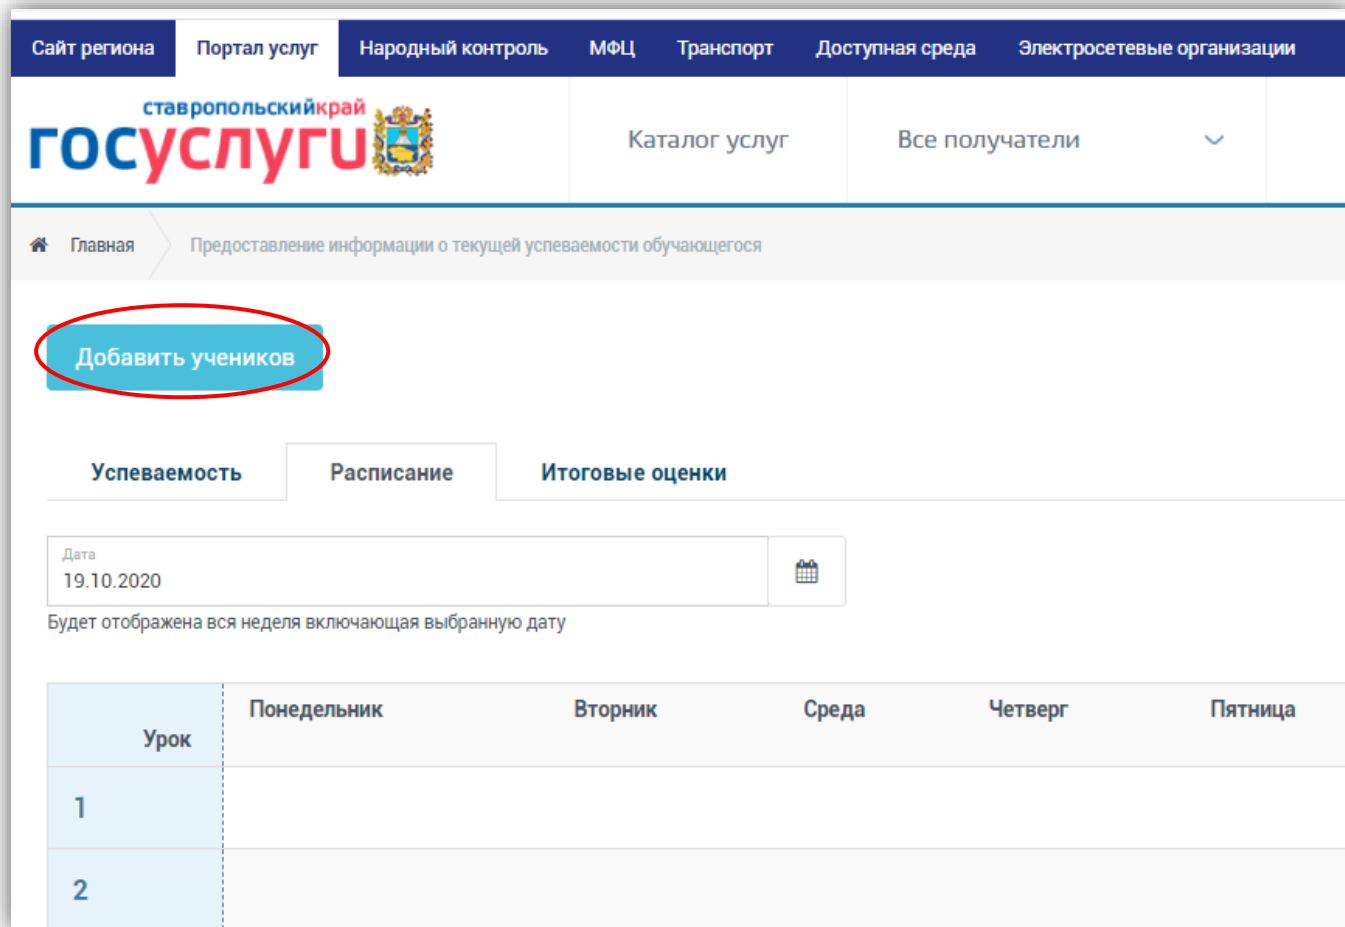 Сайт региона Портал услуг Народный контроль МФЦ Транспорт Доступная среда Электросетевые организации
ставропольскийкрай
госуслуги
Каталог услуг Все получатели
Главная Предоставление информации о текущей успеваемости обучающегося
Добавить учеников
Успеваемость Расписание Итоговые оценки
Дата
19.10.2020
Будет отображена вся неделя включающая выбранную дату
Урок Понедельник Вторник Среда Четверг Пятница
1
2